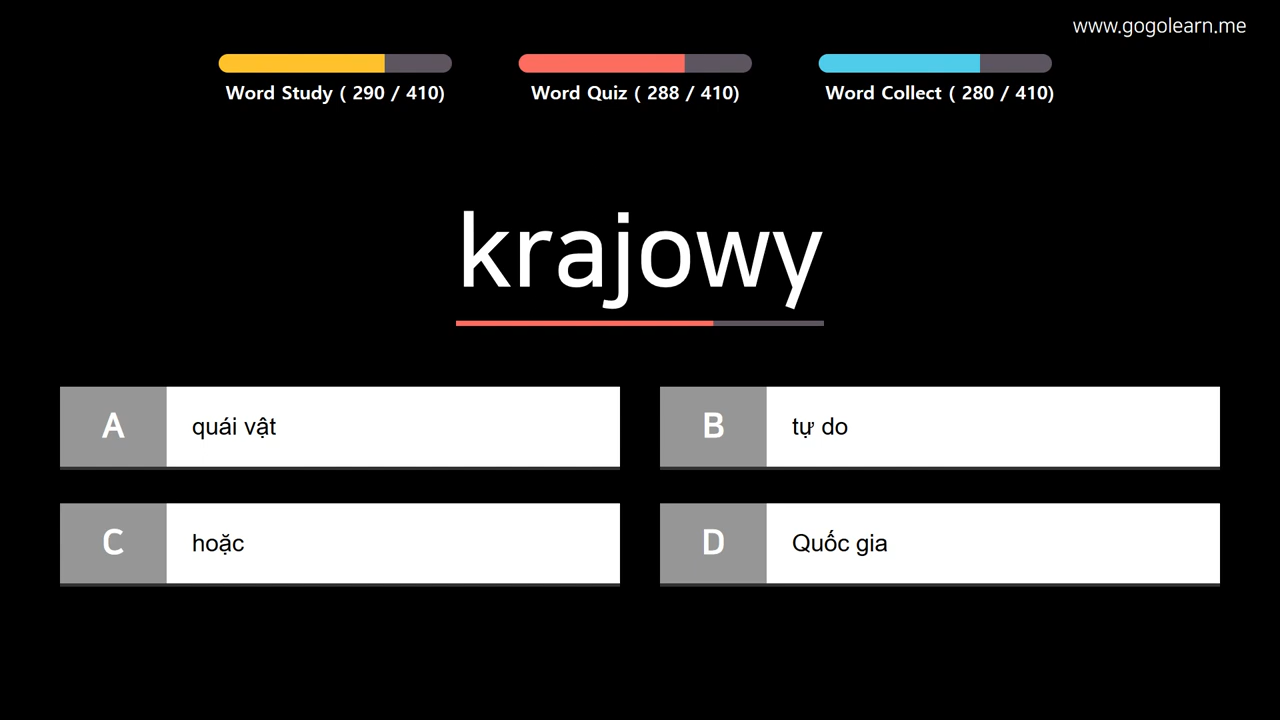 www.gogolearn.me
Word Study ( 290 / 410)
Word Quiz ( 288 / 410)
Word Collect ( 280 / 410)
krajowy
A
quái vật
B
tự do
C
hoặc
D
Quốc gia